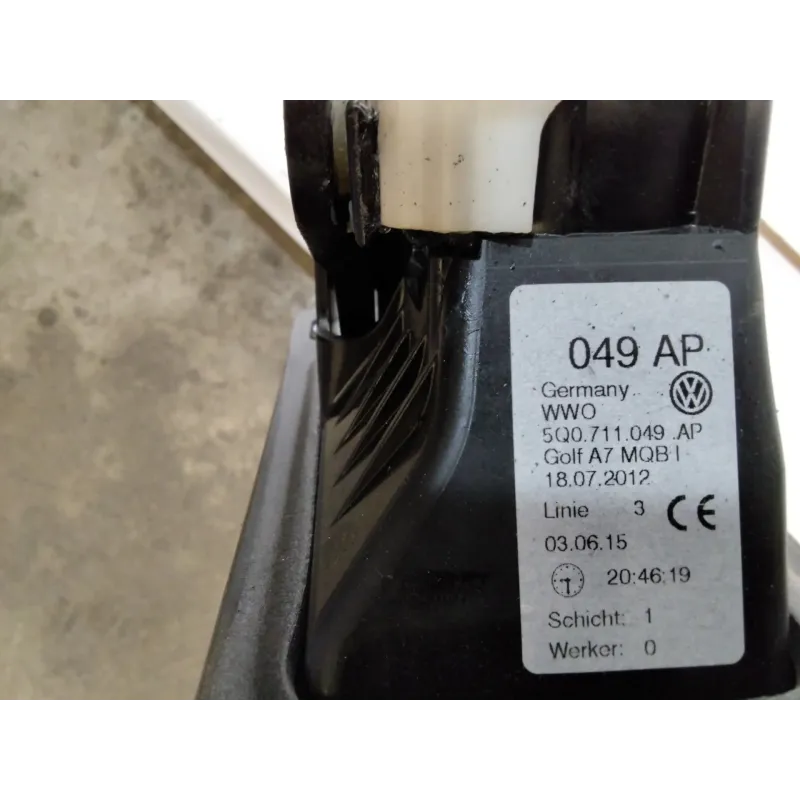 049 AP
Germany
WWO
5Q0.711.049 .AP
Golf A7 MQB I
18.07.2012
Linie 3 CE
03.06.15
20:46:19
Schicht: 1
Werker: 0